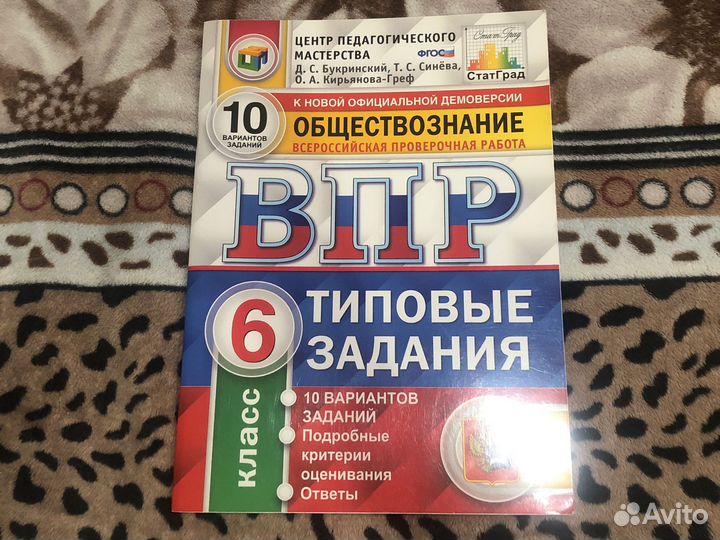 ЦЕНТР ПЕДАГОГИЧЕСКОГО
МАСТЕРСТВА
ФГОС
Д. С. Букринский, Т. С. Синёва,
О. А. Кирьянова-Греф
СтатГрад
СтатГрад
К НОВОЙ ОФИЦИАЛЬНОЙ ДЕМОВЕРСИИ
10
ВАРИАНТОВ
ЗАДАНИЙ
ОБЩЕСТВОЗНАНИЕ
ВСЕРОССИЙСКАЯ ПРОВЕРОЧНАЯ РАБОТА
ВПР
6
класс
ТИПОВЫЕ
ЗАДАНИЯ
10 ВАРИАНТОВ
ЗАДАНИЙ
Подробные
критерии
оценивания
Ответы
Avito